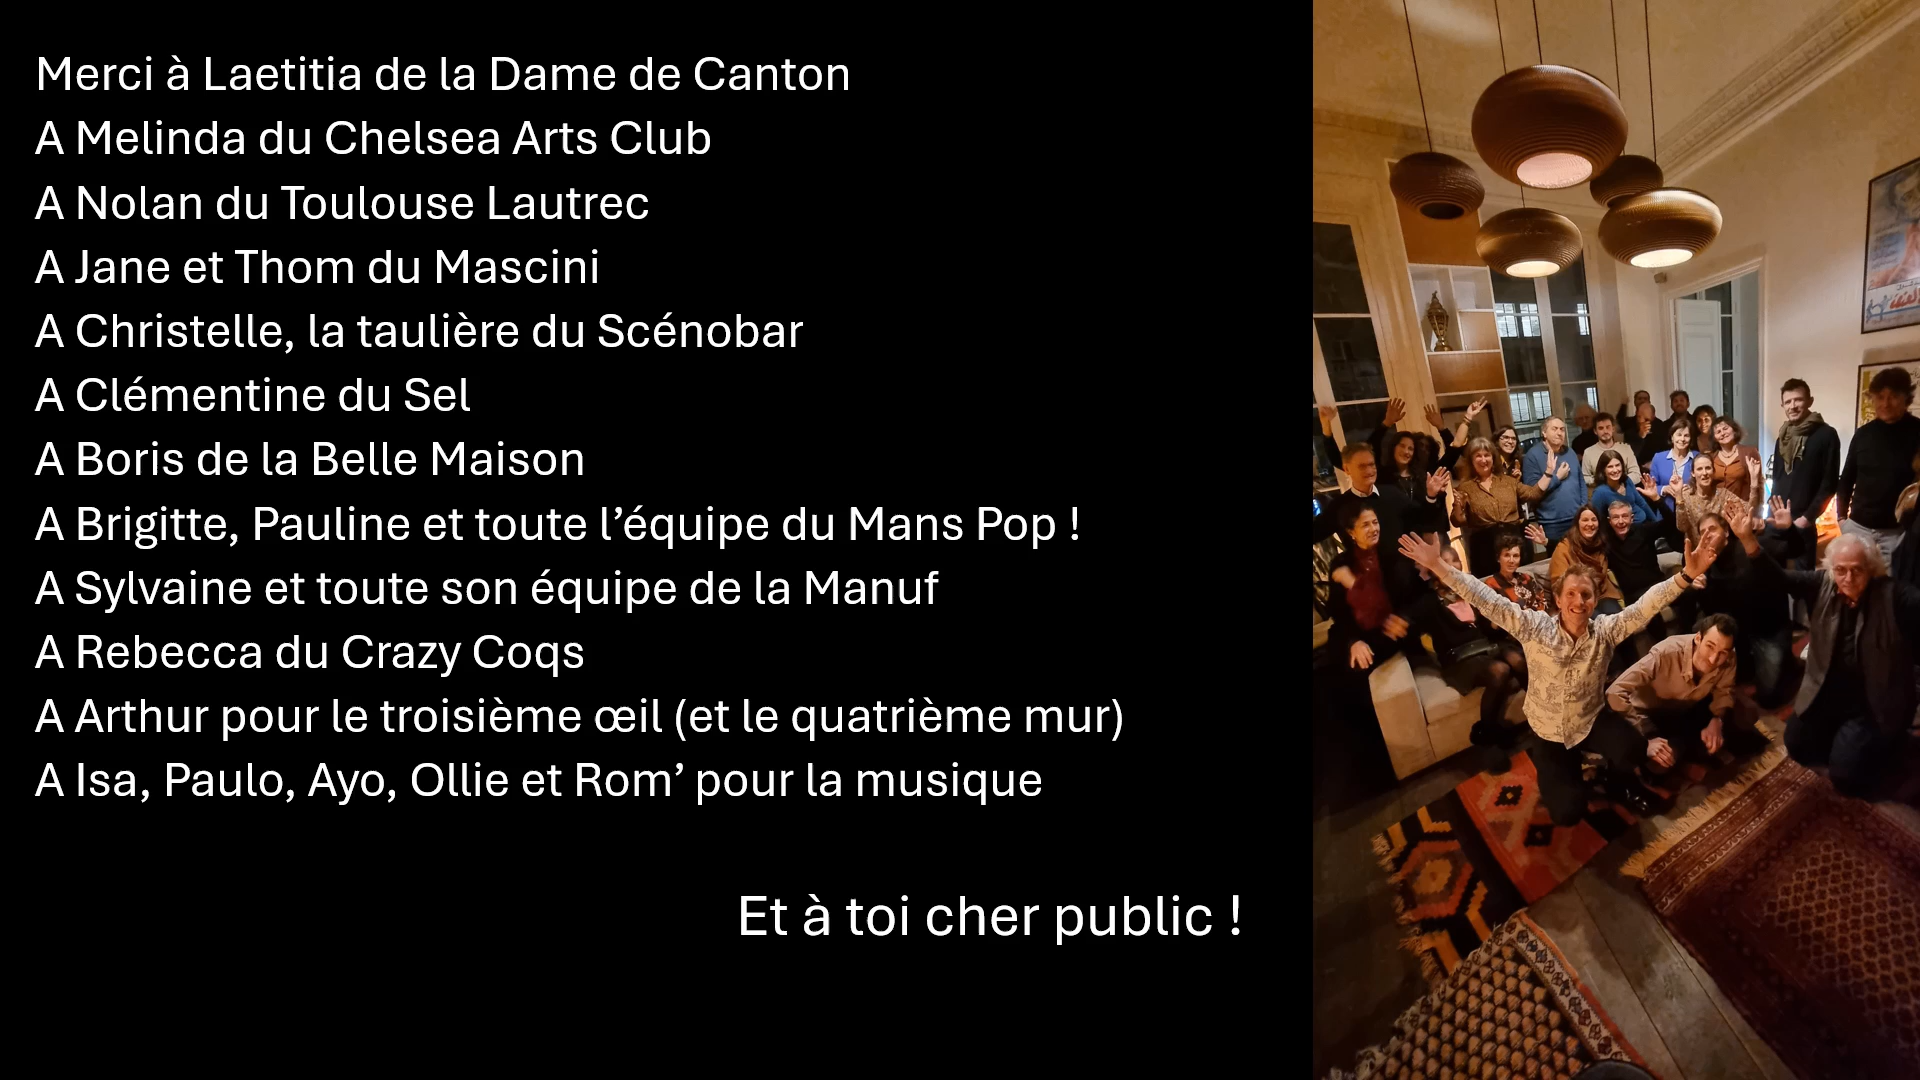 Merci à Laetitia de la Dame de Canton
A Melinda du Chelsea Arts Club
A Nolan du Toulouse Lautrec
A Jane et Thom du Mascini
A Christelle, la taulière du Scénobar
A Clémentine du Sel
A Boris de la Belle Maison
A Brigitte, Pauline et toute l’équipe du Mans Pop !
A Sylvaine et toute son équipe de la Manuf
A Rebecca du Crazy Coqs
A Arthur pour le troisième œil (et le quatrième mur)
A Isa, Paulo, Ayo, Ollie et Rom’ pour la musique
Et à toi cher public !